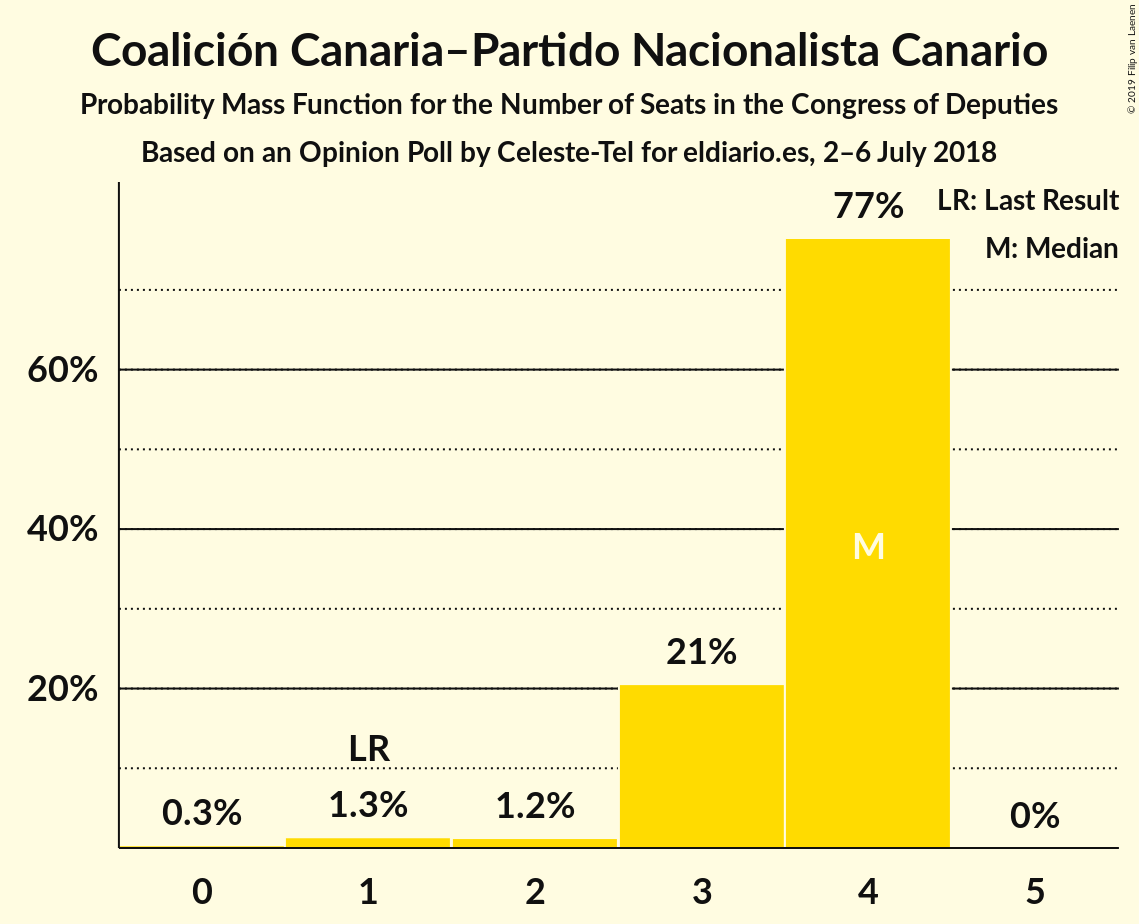 Coalición Canaria–Partido Nacionalista Canario
Probability Mass Function for the Number of Seats in the Congress of Deputies
Based on an Opinion Poll by Celeste-Tel for eldiario.es, 2–6 July 2018
© 2019 Filip van Laenen
LR: Last Result
M: Median
77%
60%
40%
M
21%
20%
LR
0.3%
1.3%
1.2%
0%
0 1 2 3 4 5